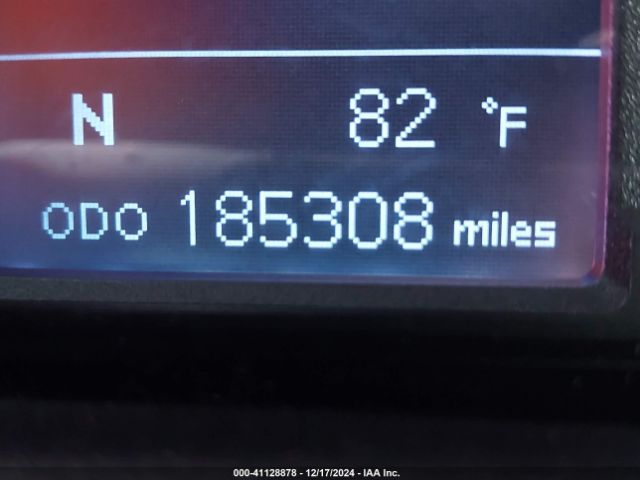 N 82 °F
ODO 185308 miles
000-41128878 - 12/17/2024 - IAA Inc.